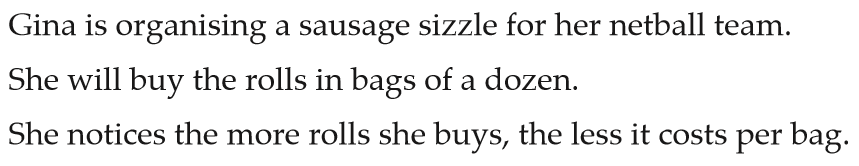 Gina is organising a sausage sizzle for her netball team.
She will buy the rolls in bags of a dozen.
She notices the more rolls she buys, the less it costs per bag.